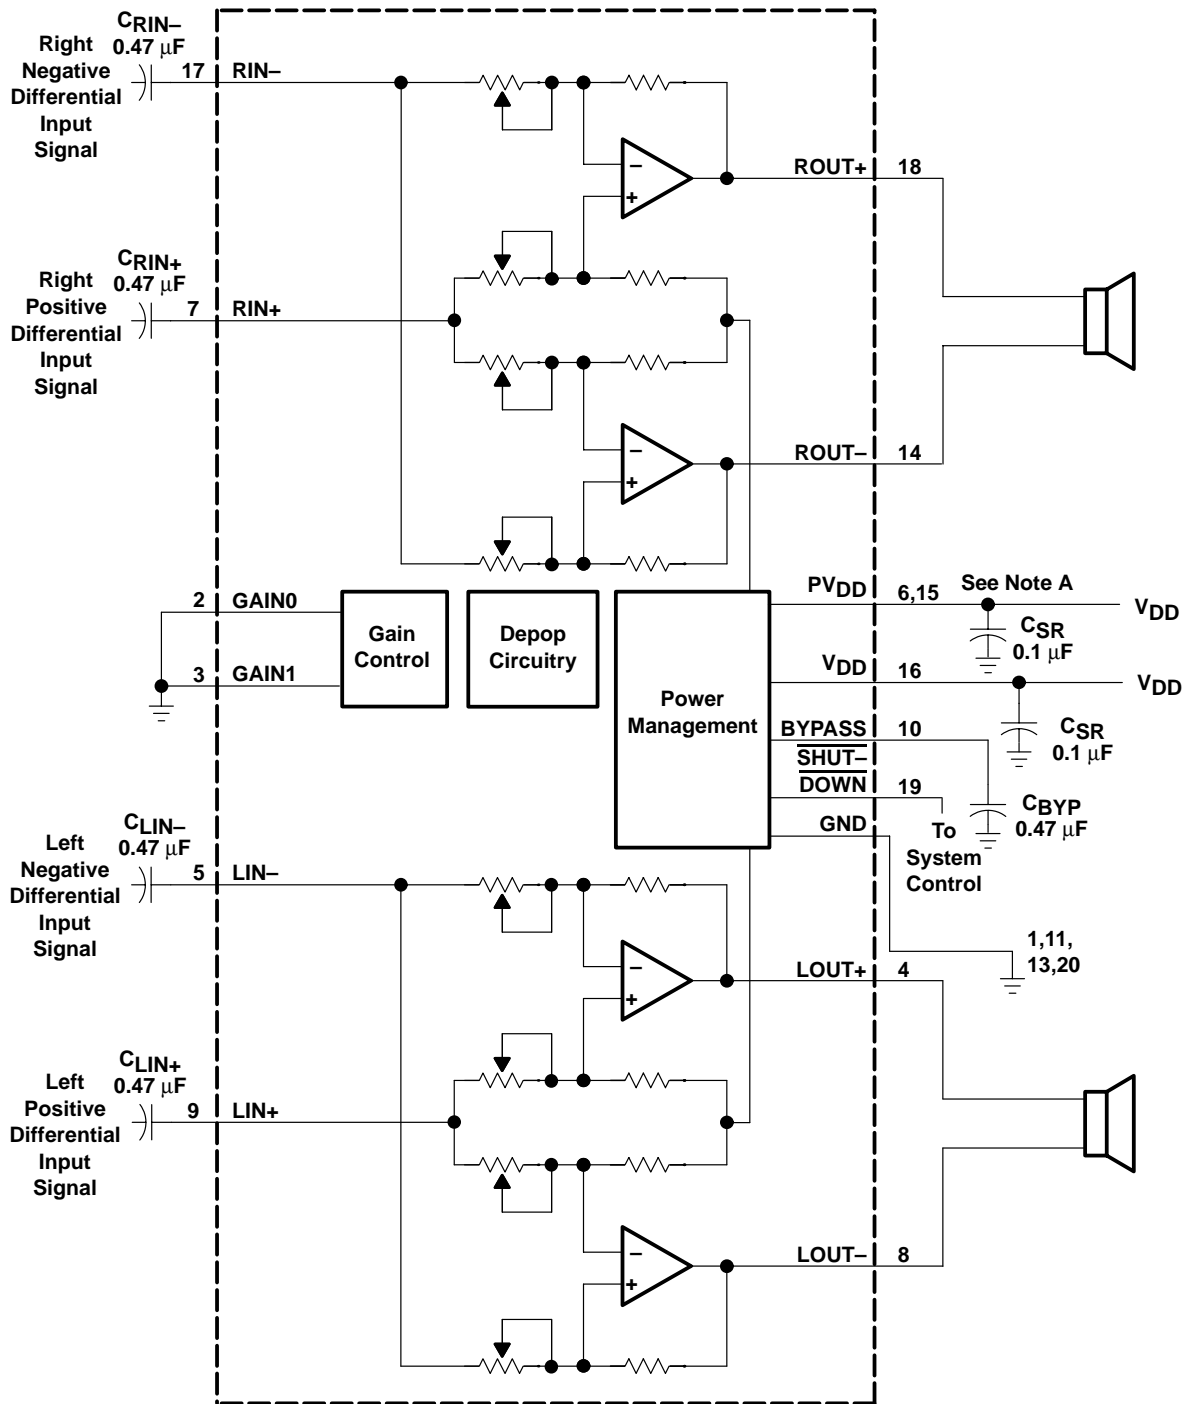 CRIN–
0.47 μF
Right
Negative
Differential
Input
Signal
17
RIN–
–
+
ROUT+
18
CRIN+
0.47 μF
Right
Positive
Differential
Input
Signal
7
RIN+
–
+
ROUT–
14
2
GAIN0
3
GAIN1
Gain
Control
Depop
Circuitry
Power
Management
PVDD
6,15
See Note A
VDD
CSR
0.1 μF
VDD
16
VDD
CSR
0.1 μF
BYPASS
10
SHUT–
DOWN
19
CBYP
0.47 μF
GND
To
System
Control
1,11,
13,20
CLIN–
0.47 μF
Left
Negative
Differential
Input
Signal
5
LIN–
–
+
LOUT+
4
CLIN+
0.47 μF
Left
Positive
Differential
Input
Signal
9
LIN+
–
+
LOUT–
8